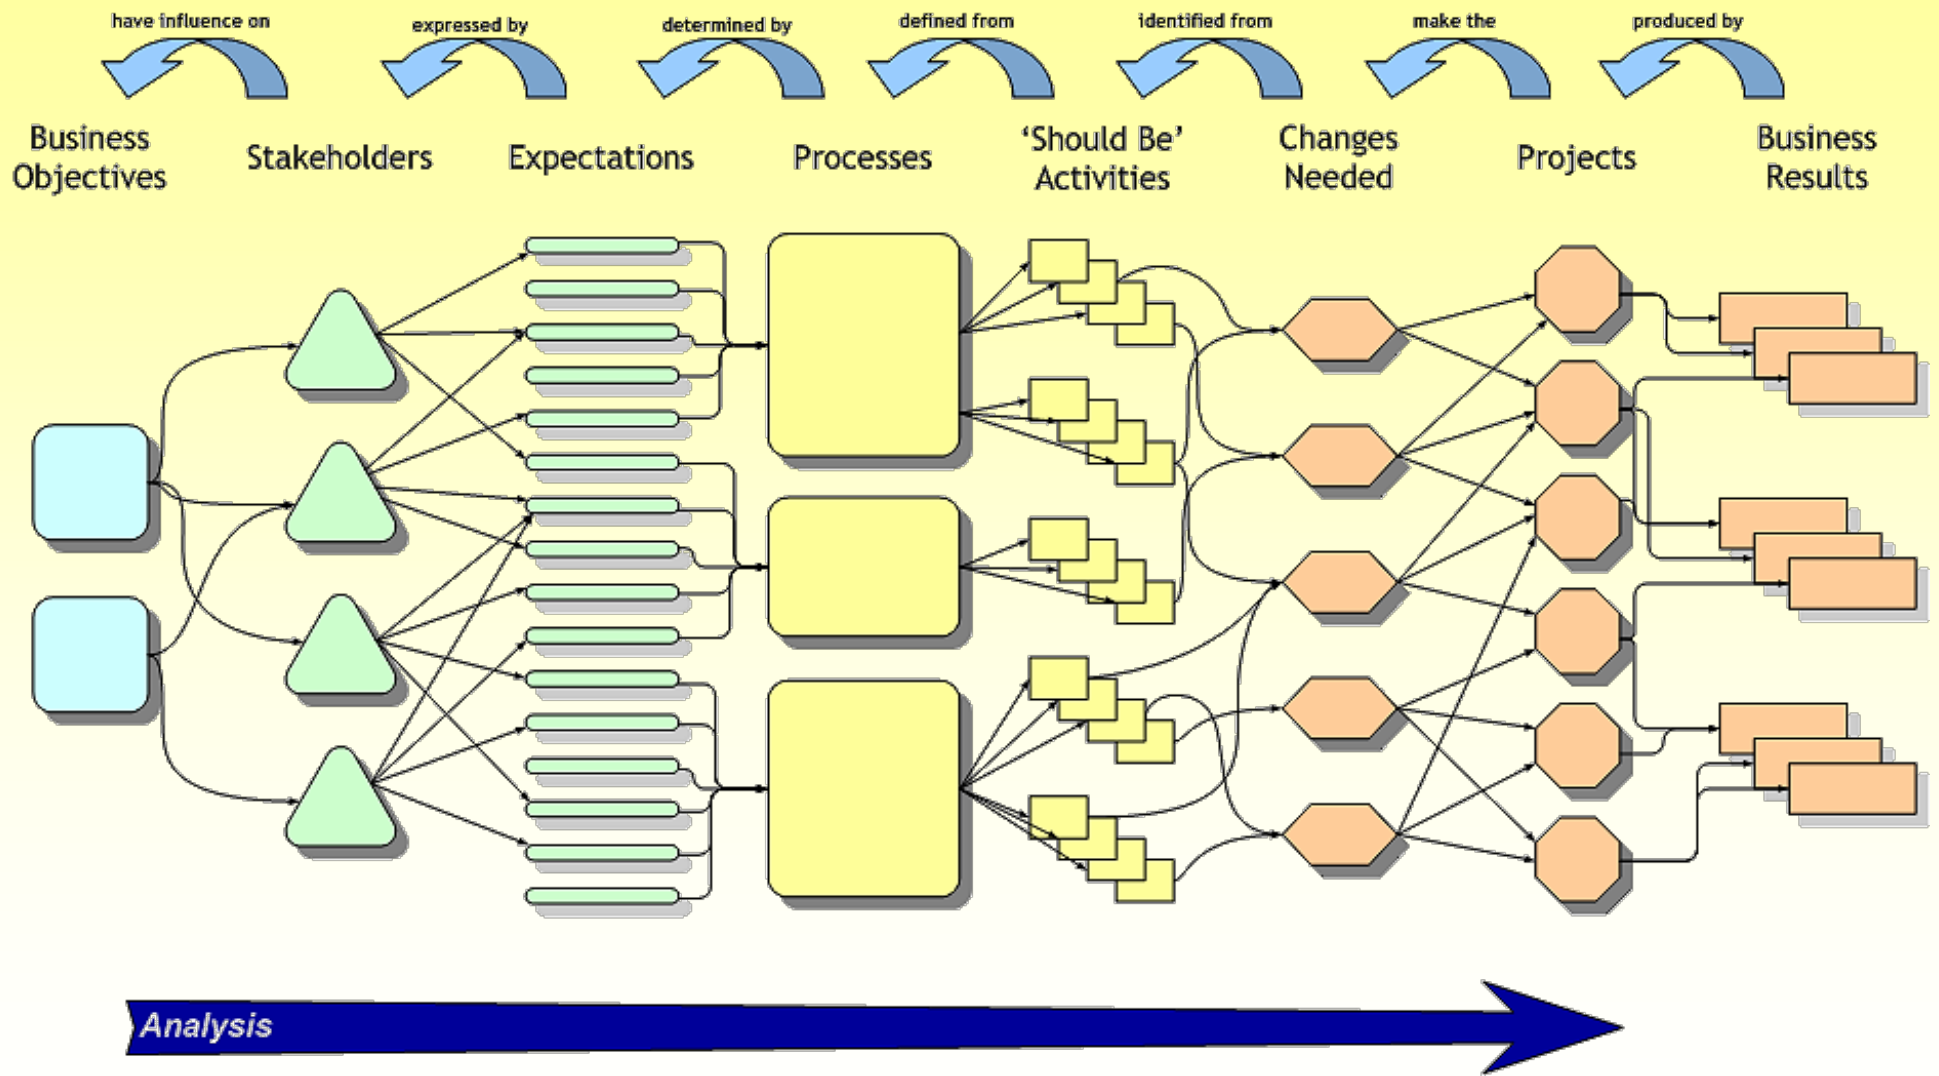 have influence on
expressed by
determined by
defined from
identified from
make the
produced by
Business
Objectives
Stakeholders
Expectations
Processes
‘Should Be’
Activities
Changes
Needed
Projects
Business
Results
Analysis